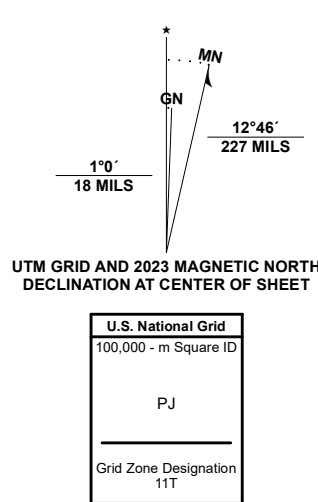 ★
MN
GN
12°46´
227 MILS
1°0´
18 MILS
UTM GRID AND 2023 MAGNETIC NORTH
DECLINATION AT CENTER OF SHEET
U.S. National Grid
100,000 - m Square ID
PJ
Grid Zone Designation
11T